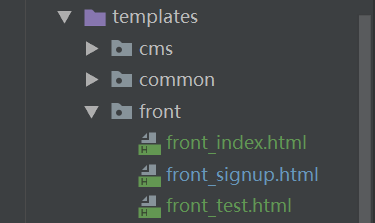 templates
cms
common
front
front_index.html
front_signup.html
front_test.html